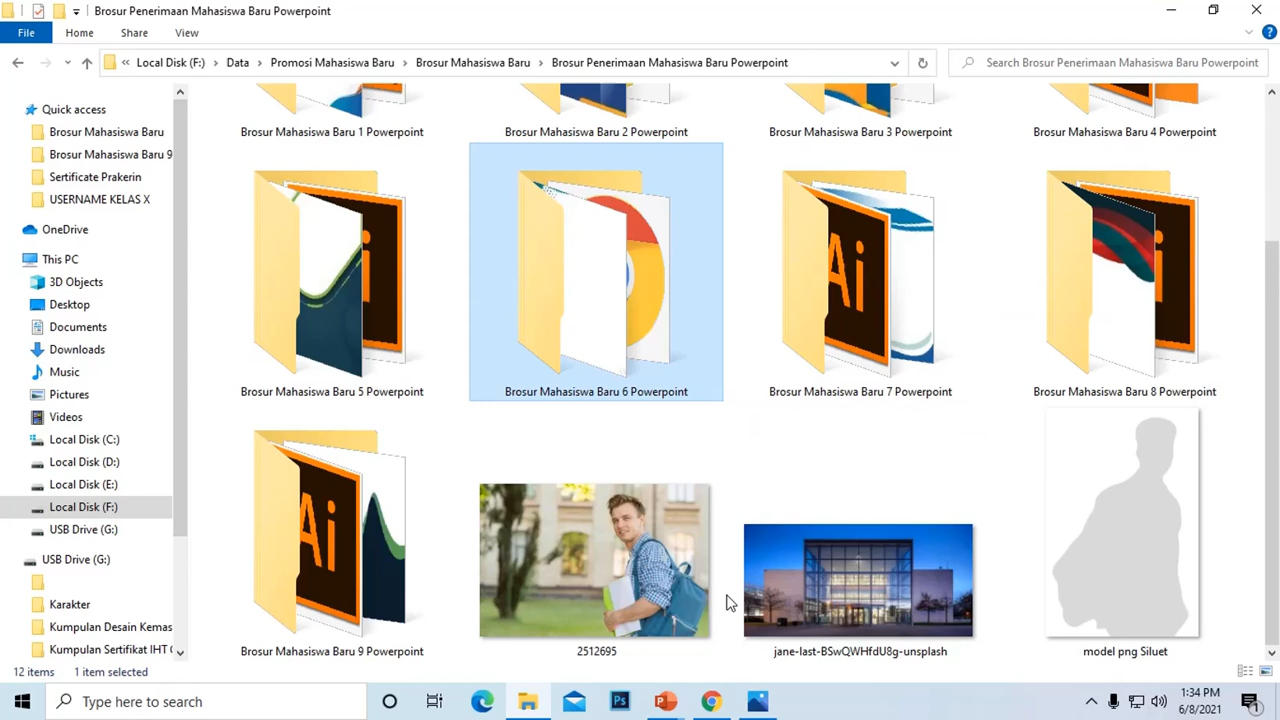 Brosur Penerimaan Mahasiswa Baru Powerpoint
File
Home
Share
View
Local Disk (F:)
Data
Promosi Mahasiswa Baru
Brosur Mahasiswa Baru
Brosur Penerimaan Mahasiswa Baru Powerpoint
Search Brosur Penerimaan Mahasiswa Baru Powerpoint
Quick access
Brosur Mahasiswa Baru
Brosur Mahasiswa Baru 9
Sertificate Prakerin
USERNAME KELAS X
OneDrive
This PC
3D Objects
Desktop
Documents
Downloads
Music
Pictures
Videos
Local Disk (C:)
Local Disk (D:)
Local Disk (E:)
Local Disk (F:)
USB Drive (G:)
USB Drive (G:)
Karakter
Kumpulan Desain Kemas
Kumpulan Sertifikat IHT G
Brosur Mahasiswa Baru 1 Powerpoint
Brosur Mahasiswa Baru 2 Powerpoint
Brosur Mahasiswa Baru 3 Powerpoint
Brosur Mahasiswa Baru 4 Powerpoint
Brosur Mahasiswa Baru 5 Powerpoint
Brosur Mahasiswa Baru 6 Powerpoint
Ai
Brosur Mahasiswa Baru 7 Powerpoint
Brosur Mahasiswa Baru 8 Powerpoint
Ai
Brosur Mahasiswa Baru 9 Powerpoint
2512695
jane-last-BSwQWHfdU8g-unsplash
model png Siluet
12 items
1 item selected
Type here to search
Ps
P
1:34 PM
6/8/2021
1